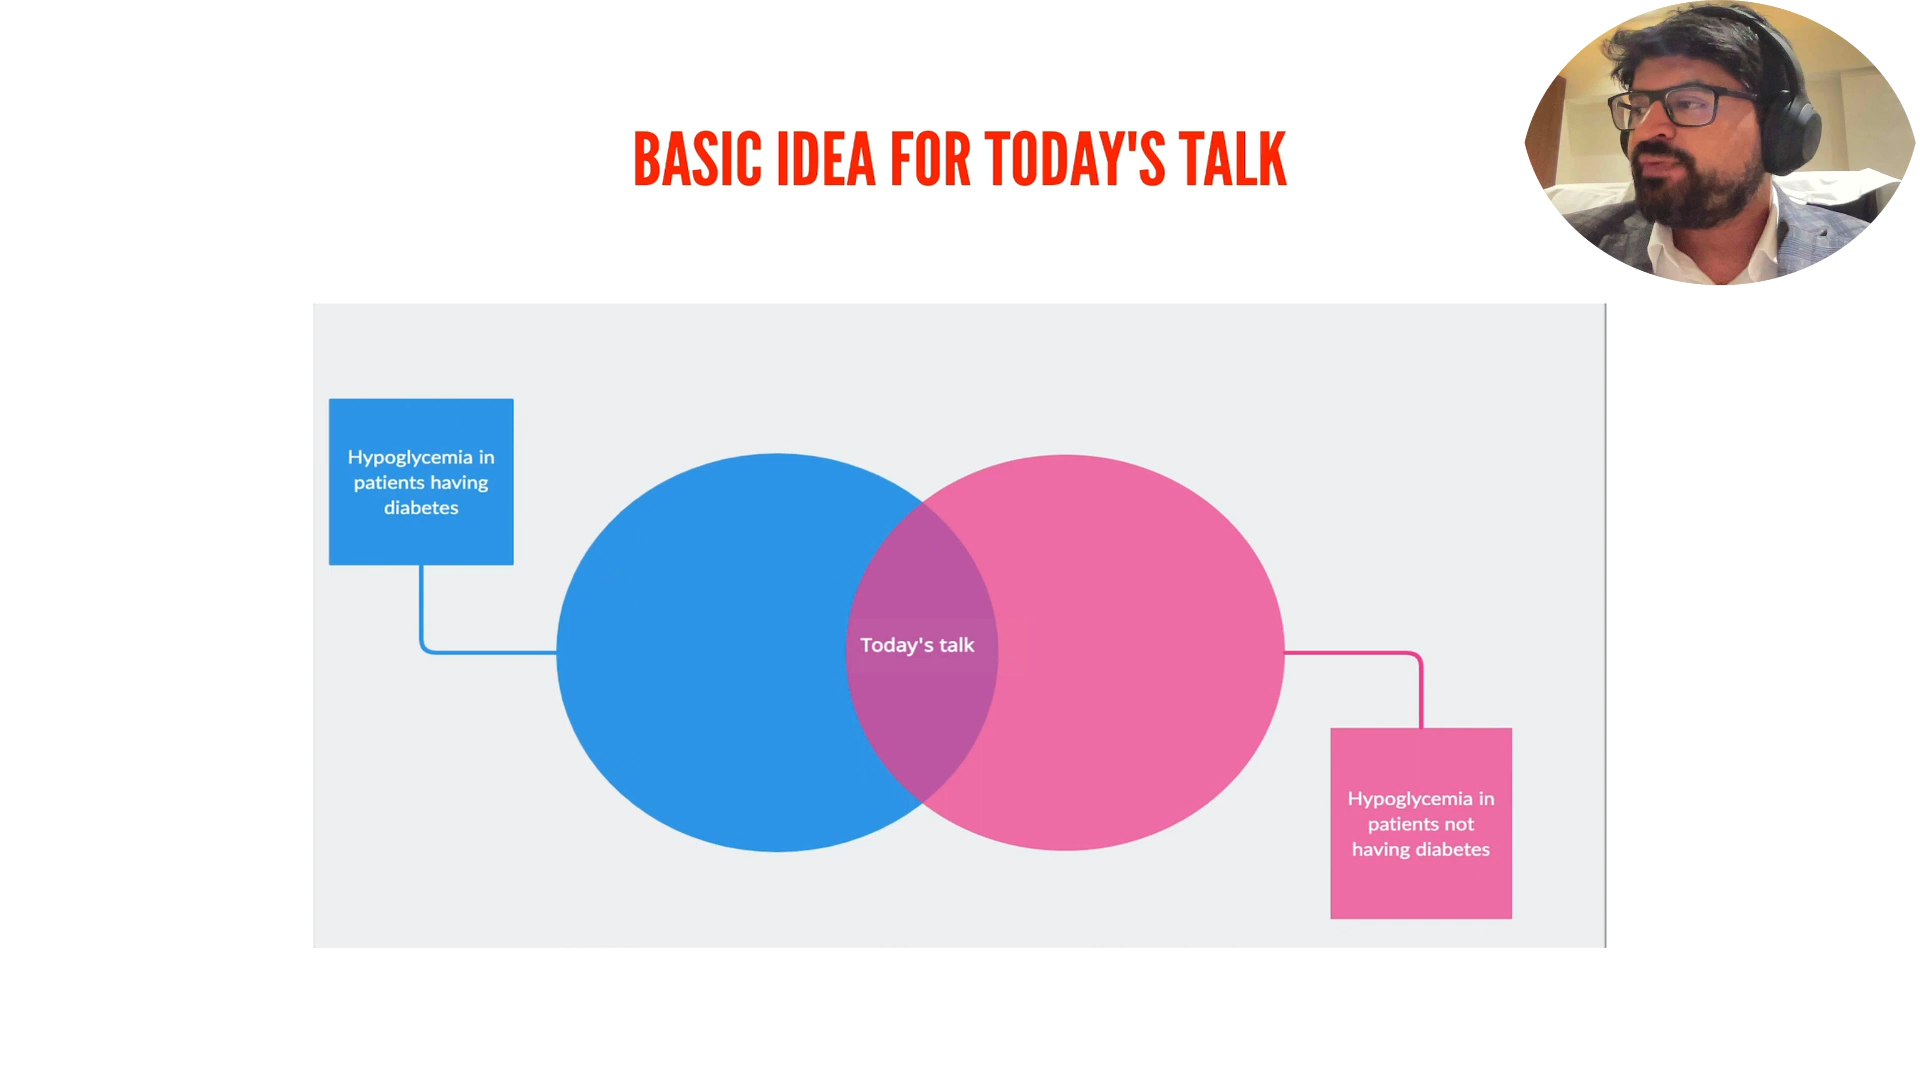 BASIC IDEA FOR TODAY'S TALK
Hypoglycemia in
patients having
diabetes
Today's talk
Hypoglycemia in
patients not
having diabetes